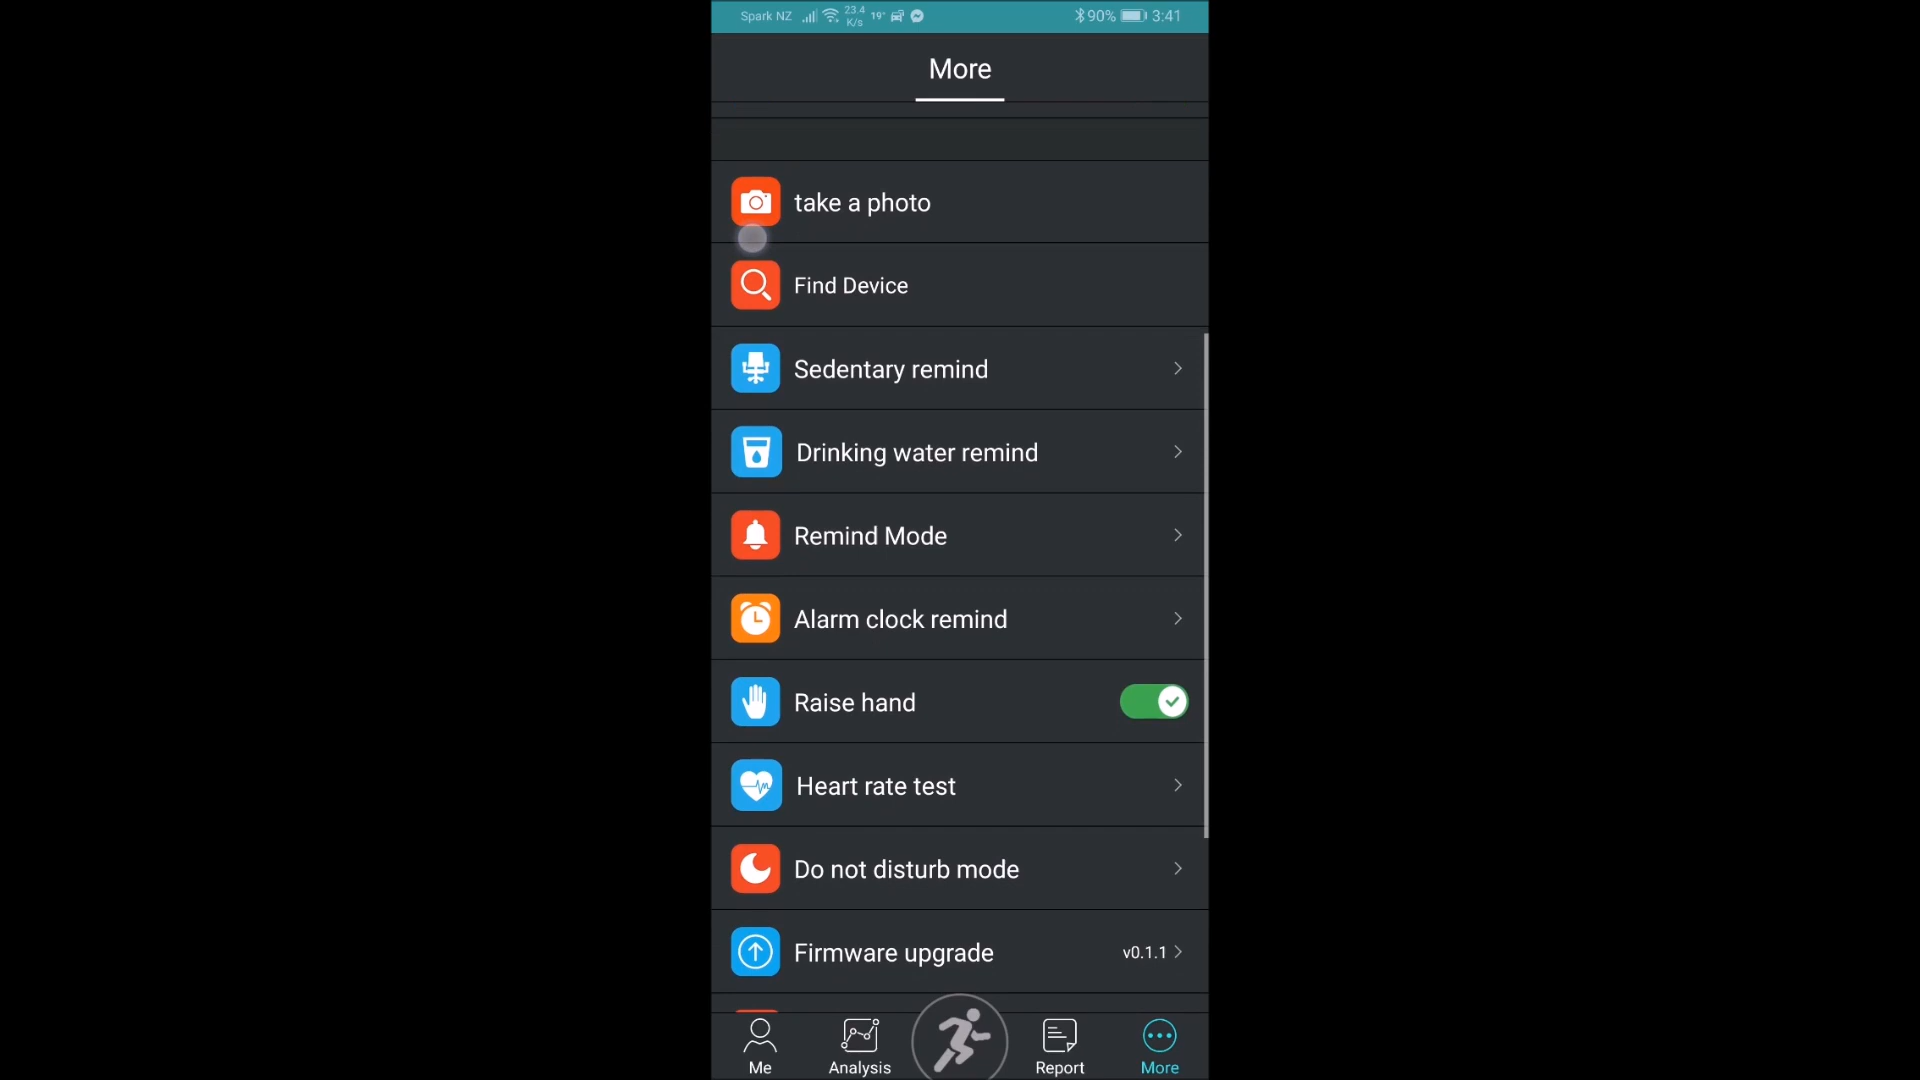 Spark NZ 23.4 K/s 19° 90% 3:41
More
take a photo
Find Device
Sedentary remind
Drinking water remind
Remind Mode
Alarm clock remind
Raise hand
Heart rate test
Do not disturb mode
Firmware upgrade v0.1.1
Me Analysis Report More